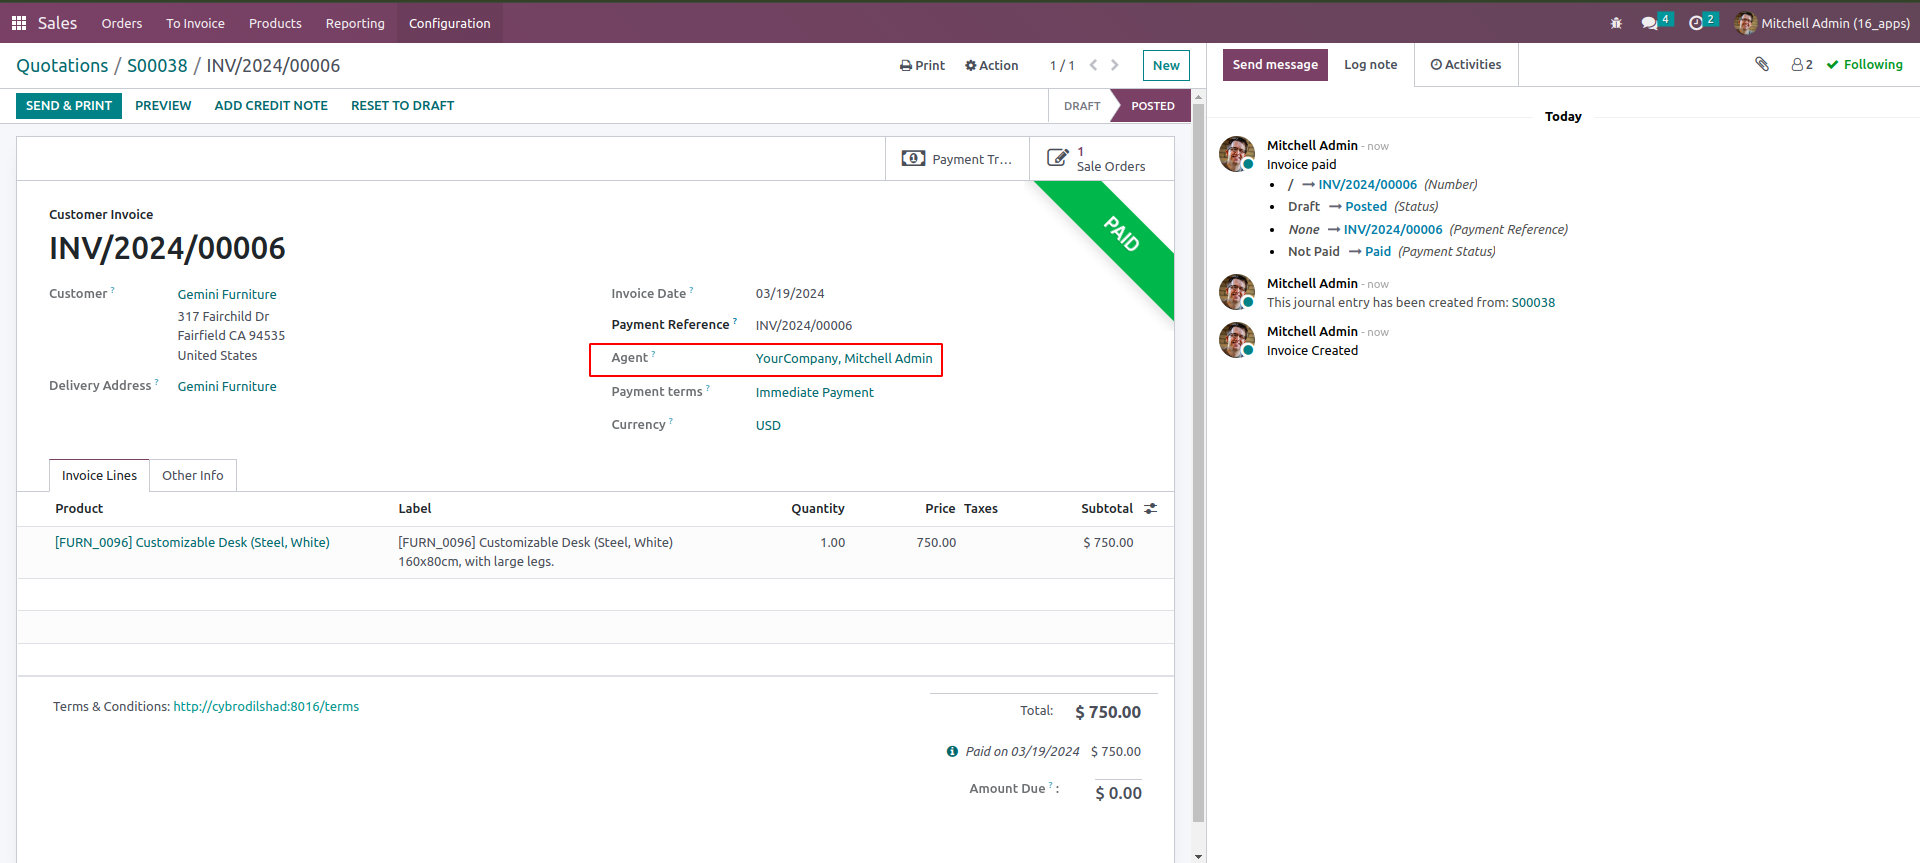 Sales Orders To Invoice Products Reporting Configuration 4 2 Mitchell Admin (16_apps)
Quotations / S00038 / INV/2024/00006 Print Action 1 / 1 New
SEND & PRINT PREVIEW ADD CREDIT NOTE RESET TO DRAFT DRAFT POSTED
Payment Tr...
1
Sale Orders
PAID
Customer Invoice
INV/2024/00006
Customer ? Gemini Furniture
317 Fairchild Dr
Fairfield CA 94535
United States
Delivery Address ? Gemini Furniture
Invoice Date ? 03/19/2024
Payment Reference ? INV/2024/00006
Agent ? YourCompany, Mitchell Admin
Payment terms ? Immediate Payment
Currency ? USD
Invoice Lines Other Info
Product Label Quantity Price Taxes Subtotal
[FURN_0096] Customizable Desk (Steel, White) [FURN_0096] Customizable Desk (Steel, White) 1.00 750.00 $ 750.00
160x80cm, with large legs.
Terms & Conditions: http://cybrodilshad:8016/terms
Total: $ 750.00
Paid on 03/19/2024 $ 750.00
Amount Due ? : $ 0.00
Send message Log note Activities 2 Following
Today
Mitchell Admin - now
Invoice paid
• / → INV/2024/00006 (Number)
• Draft → Posted (Status)
• None → INV/2024/00006 (Payment Reference)
• Not Paid → Paid (Payment Status)
Mitchell Admin - now
This journal entry has been created from: S00038
Mitchell Admin - now
Invoice Created